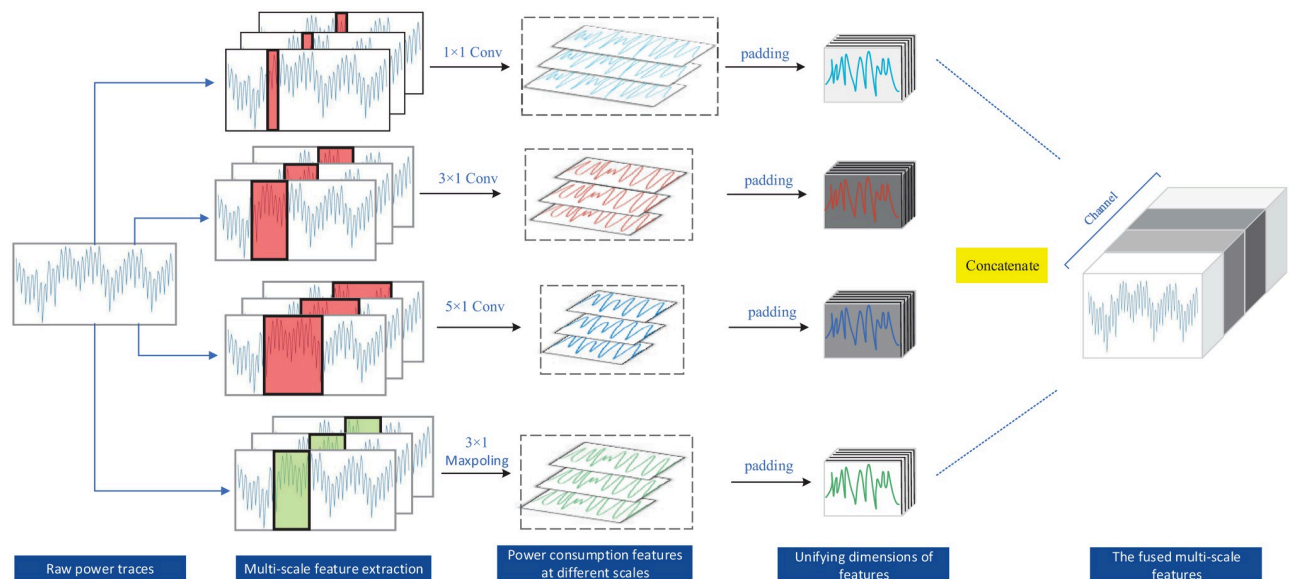 1×1 Conv
padding
3×1 Conv
padding
Channel
Concatenate
5×1 Conv
padding
3×1
Maxpoling
padding
Raw power traces
Multi-scale feature extraction
Power consumption features
at different scales
Unifying dimensions of
features
The fused multi-scale
features